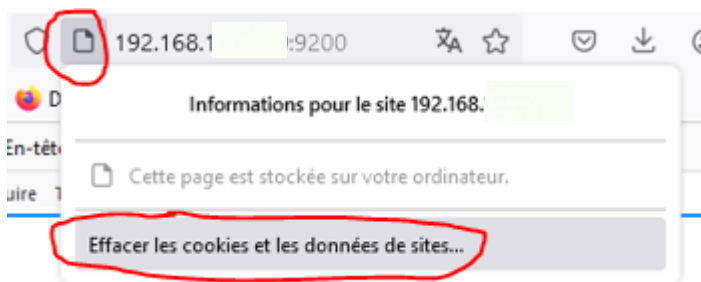 192.168.1 :9200
D
Informations pour le site 192.168.
En-têt
Cette page est stockée sur votre ordinateur.
uire
Effacer les cookies et les données de sites...